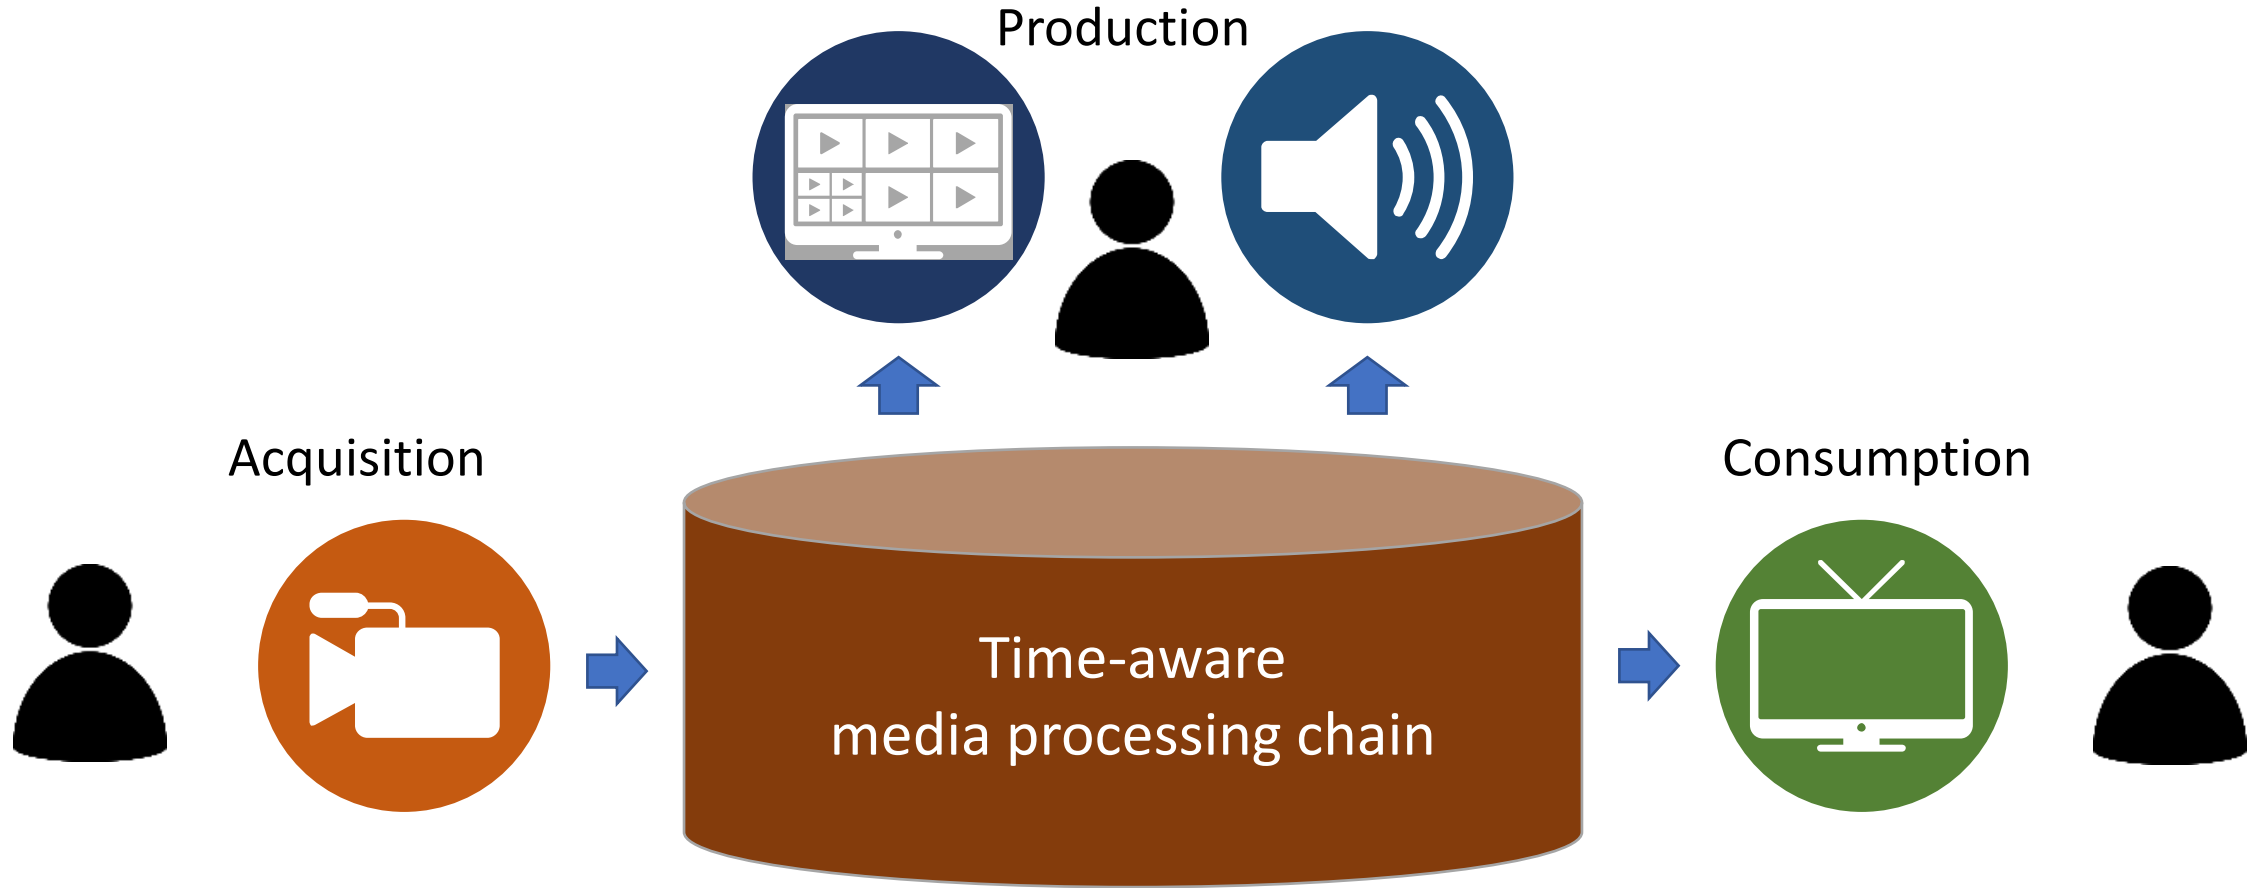 Production
Acquisition
Consumption
Time-aware
media processing chain